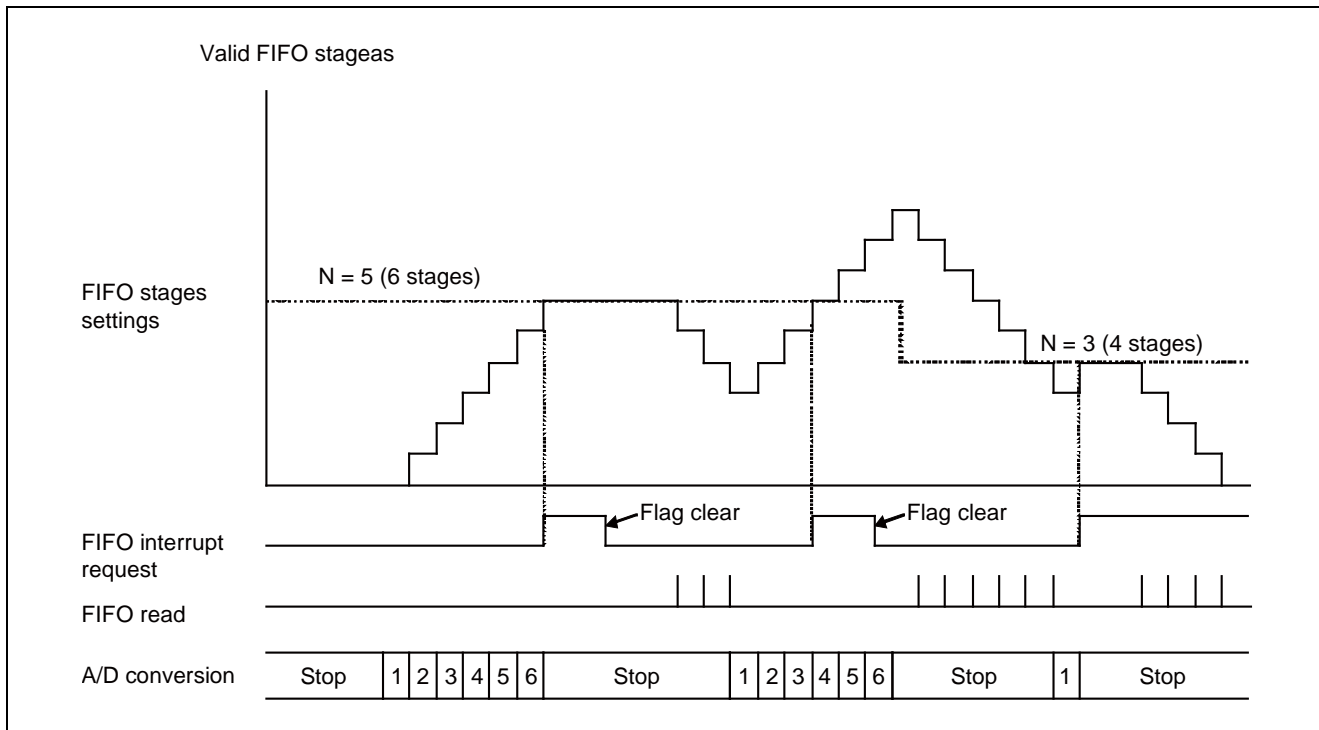 Valid FIFO stageas
N = 5 (6 stages)
FIFO stages
settings
N = 3 (4 stages)
Flag clear
Flag clear
FIFO interrupt
request
FIFO read
A/D conversion
Stop 1 2 3 4 5 6 Stop 1 2 3 4 5 6 Stop 1 Stop